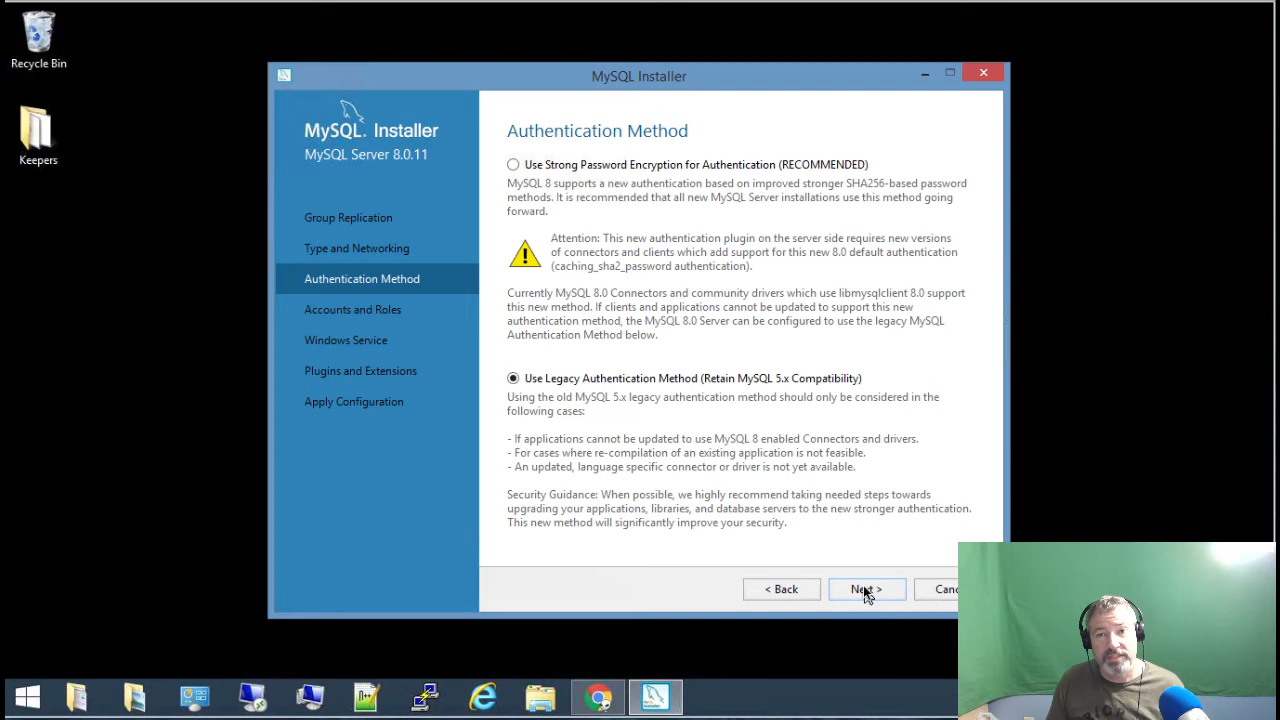 Recycle Bin
Keepers
MySQL Installer
MySQL. Installer
MySQL Server 8.0.11
Group Replication
Type and Networking
Authentication Method
Accounts and Roles
Windows Service
Plugins and Extensions
Apply Configuration
Authentication Method
Use Strong Password Encryption for Authentication (RECOMMENDED)
MySQL 8 supports a new authentication based on improved stronger SHA256-based password
methods. It is recommended that all new MySQL Server installations use this method going
forward.
Attention: This new authentication plugin on the server side requires new versions
of connectors and clients which add support for this new 8.0 default authentication
(caching_sha2_password authentication).
Currently MySQL 8.0 Connectors and community drivers which use libmysqlclient 8.0 support
this new method. If clients and applications cannot be updated to support this new
authentication method, the MySQL 8.0 Server can be configured to use the legacy MySQL
Authentication Method below.
Use Legacy Authentication Method (Retain MySQL 5.x Compatibility)
Using the old MySQL 5.x legacy authentication method should only be considered in the
following cases:
- If applications cannot be updated to use MySQL 8 enabled Connectors and drivers.
- For cases where re-compilation of an existing application is not feasible.
- An updated, language specific connector or driver is not yet available.
Security Guidance: When possible, we highly recommend taking needed steps towards
upgrading your applications, libraries, and database servers to the new stronger authentication.
This new method will significantly improve your security.
< Back
Next >
Canc